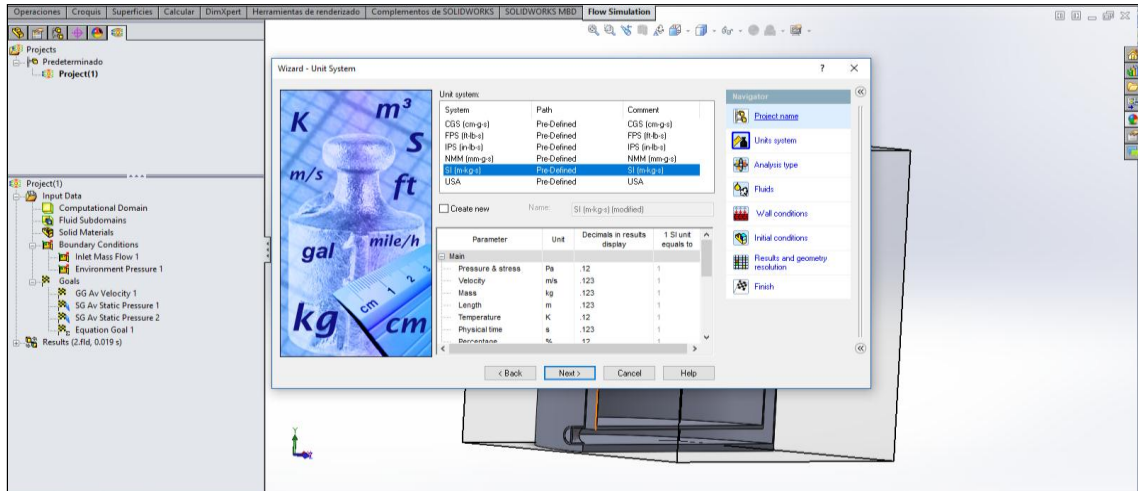 Operaciones Croquis Superficies Calcular DimXpert Herramientas de renderizado Complementos de SOLIDWORKS SOLIDWORKS MBD Flow Simulation
Projects
Predeterminado
Project(1)
Project(1)
Input Data
Computational Domain
Fluid Subdomains
Solid Materials
Boundary Conditions
Inlet Mass Flow 1
Environment Pressure 1
Goals
GG Av Velocity 1
SG Av Static Pressure 1
SG Av Static Pressure 2
Equation Goal 1
Results (2.fld, 0.019 s)
Wizard - Unit System
K
m³
S
m/s
ft
gal
mile/h
kg
cm
cm 1 2 3
Unit system:
System Path Comment
CGS (cm-g-s) Pre-Defined CGS (cm-g-s)
FPS (ft-lb-s) Pre-Defined FPS (ft-lb-s)
IPS (in-lb-s) Pre-Defined IPS (in-lb-s)
NMM (mm-g-s) Pre-Defined NMM (mm-g-s)
SI (m-kg-s) Pre-Defined SI (m-kg-s)
USA Pre-Defined USA
Create new Name: SI (m-kg-s) (modified)
Parameter Unit Decimals in results display 1 SI unit equals to
Main
Pressure & stress Pa .12 1
Velocity m/s .123 1
Mass kg .123 1
Length m .123 1
Temperature K .12 1
Physical time s .123 1
Percentage % .12 1
< Back Next > Cancel Help
Navigator
Project name
Units system
Analysis type
Fluids
Wall conditions
Initial conditions
Results and geometry
resolution
Finish